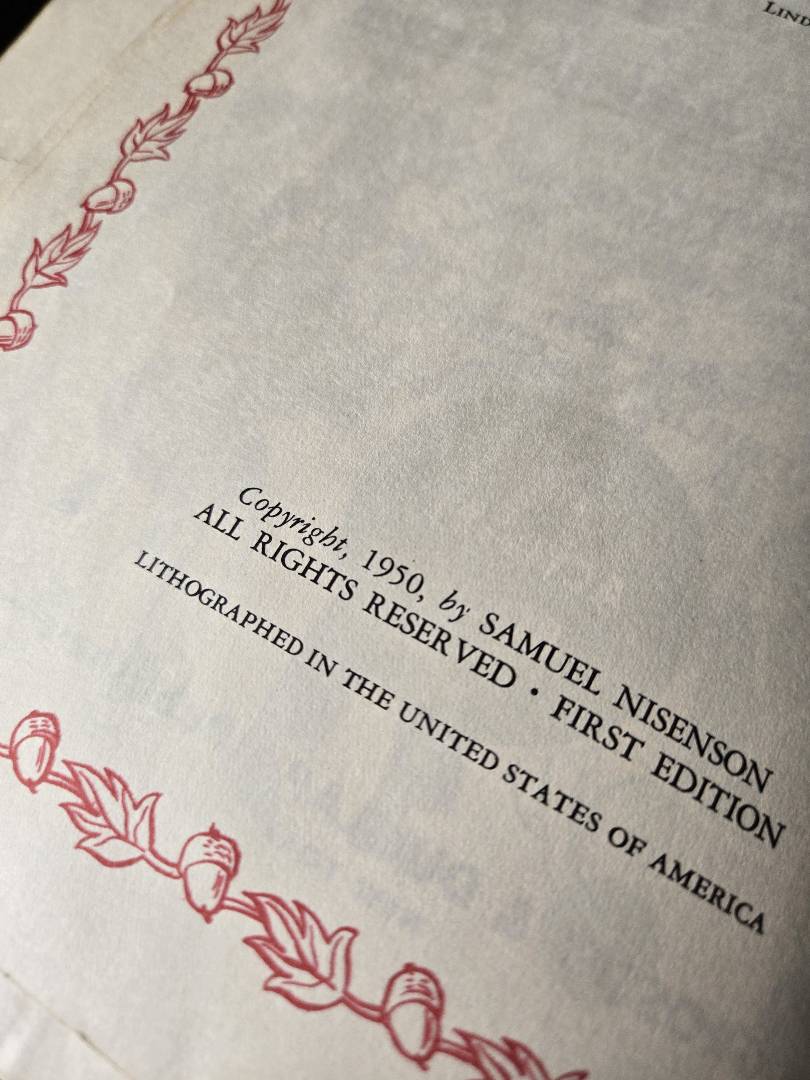 Copyright, 1950, by SAMUEL NISENSON
ALL RIGHTS RESERVED • FIRST EDITION
LITHOGRAPHED IN THE UNITED STATES OF AMERICA